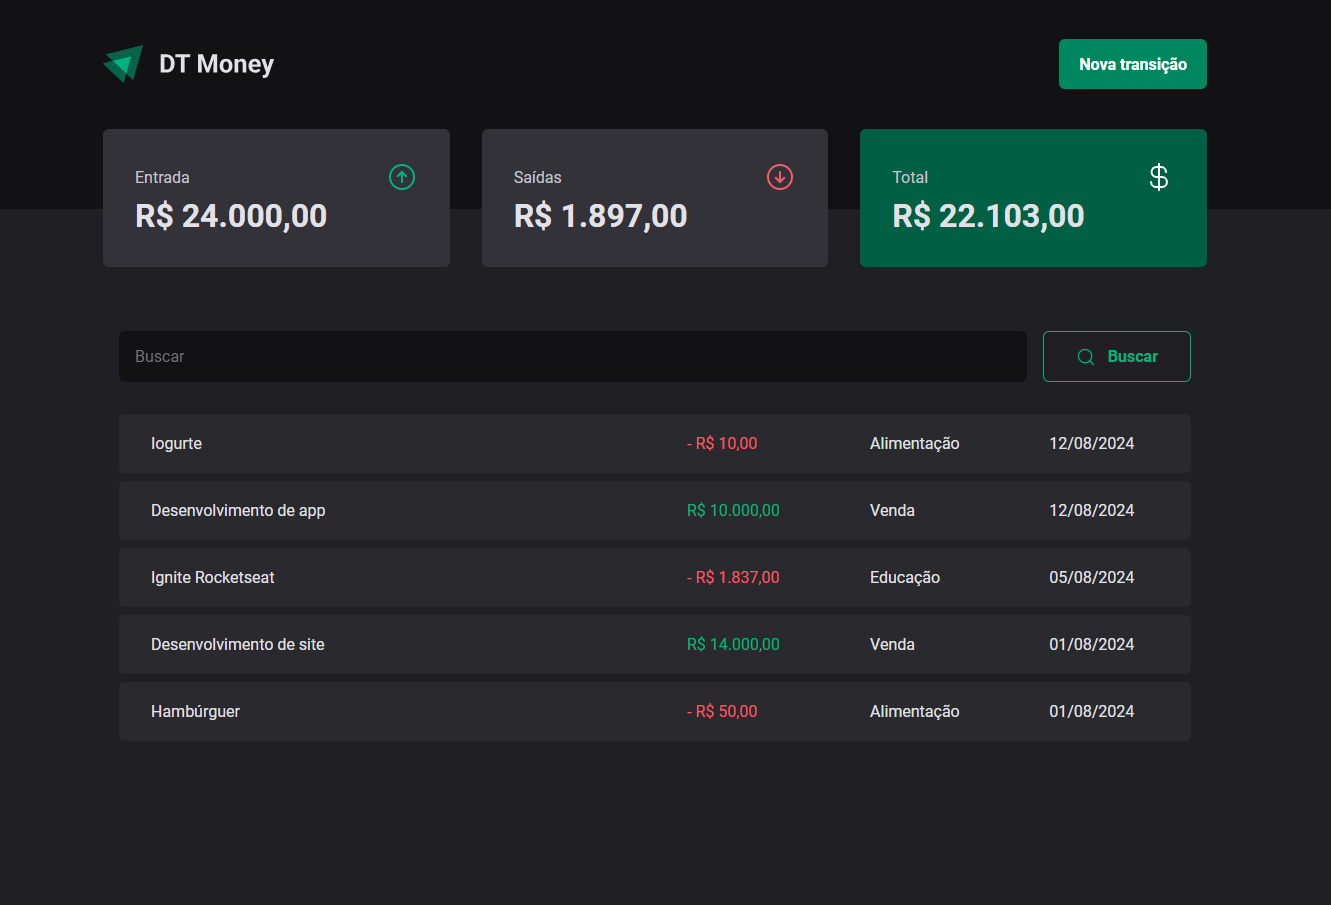 DT Money
Nova transição
Entrada
R$ 24.000,00
Saídas
R$ 1.897,00
Total
R$ 22.103,00
Buscar
Buscar
Iogurte - R$ 10,00 Alimentação 12/08/2024
Desenvolvimento de app R$ 10.000,00 Venda 12/08/2024
Ignite Rocketseat - R$ 1.837,00 Educação 05/08/2024
Desenvolvimento de site R$ 14.000,00 Venda 01/08/2024
Hambúrguer - R$ 50,00 Alimentação 01/08/2024